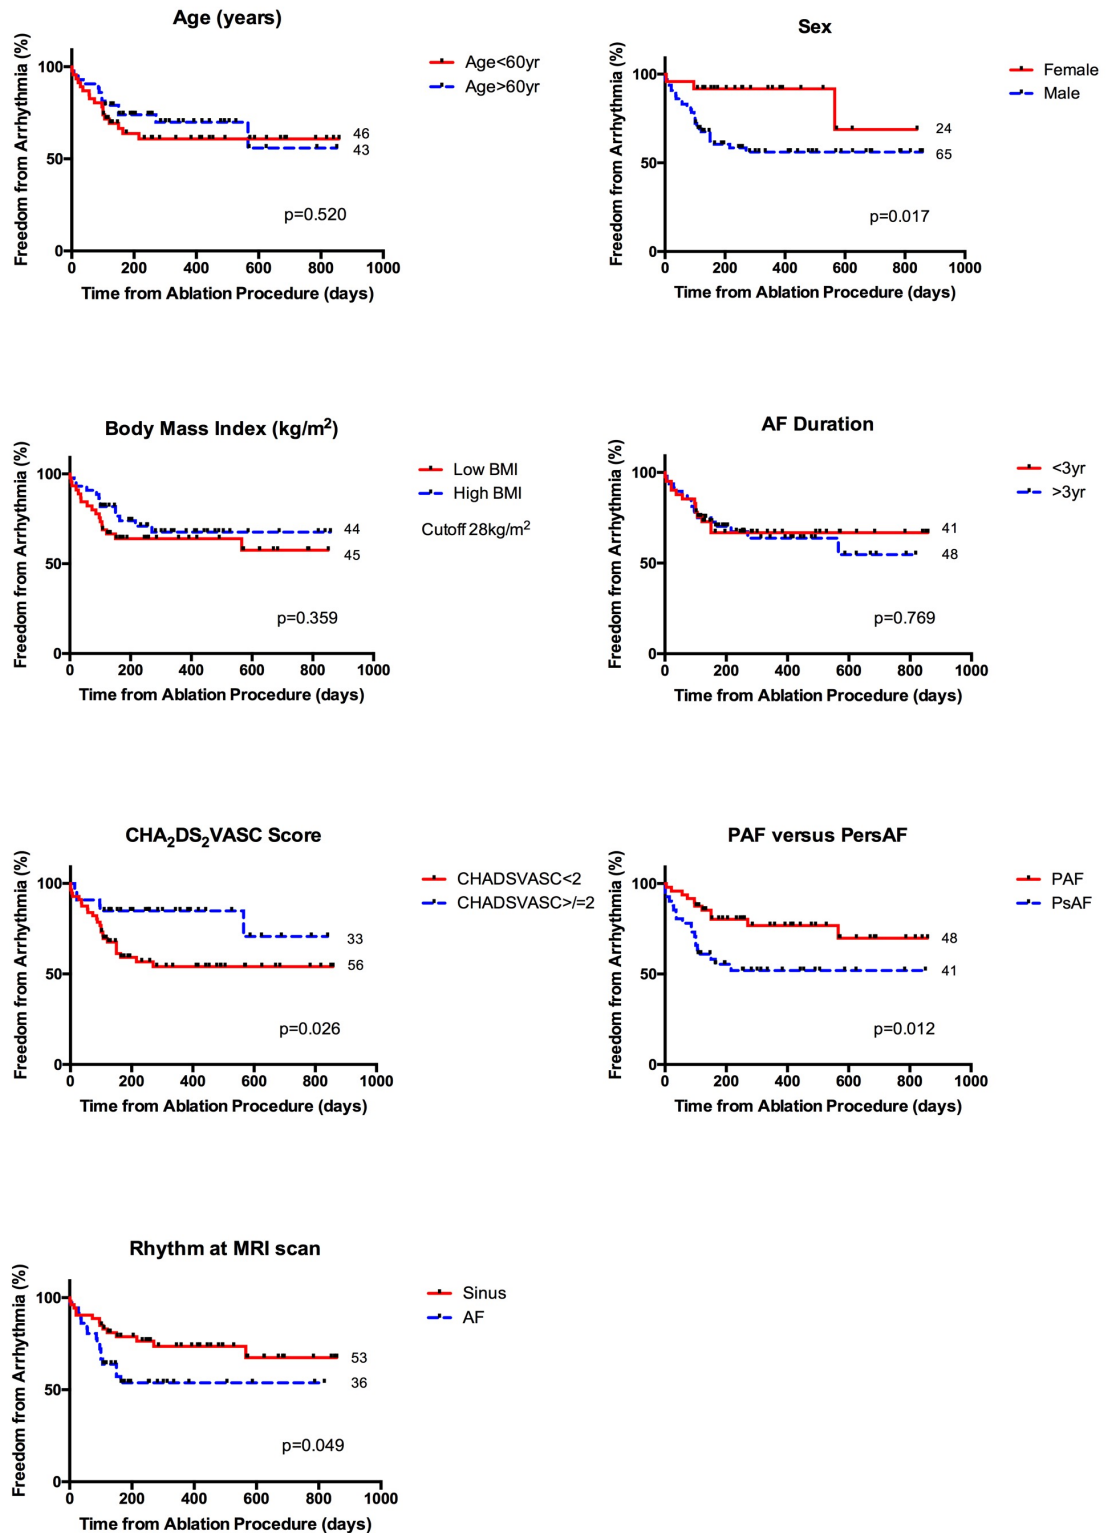 Age (years)
Freedom from Arrhythmia (%)
100
50
0
0 200 400 600 800 1000
Time from Ablation Procedure (days)
Age<60yr
Age>60yr
46
43
p=0.520
Sex
Freedom from Arrhythmia (%)
100
50
0
0 200 400 600 800 1000
Time from Ablation Procedure (days)
Female
Male
24
65
p=0.017
Body Mass Index (kg/m²)
Freedom from Arrhythmia (%)
100
50
0
0 200 400 600 800 1000
Time from Ablation Procedure (days)
Low BMI
High BMI
Cutoff 28kg/m²
44
45
p=0.359
AF Duration
Freedom from Arrhythmia (%)
100
50
0
0 200 400 600 800 1000
Time from Ablation Procedure (days)
<3yr
>3yr
41
48
p=0.769
CHA₂DS₂VASC Score
Freedom from Arrhythmia (%)
100
50
0
0 200 400 600 800 1000
Time from Ablation Procedure (days)
CHADSVASC<2
CHADSVASC>/=2
33
56
p=0.026
PAF versus PersAF
Freedom from Arrhythmia (%)
100
50
0
0 200 400 600 800 1000
Time from Ablation Procedure (days)
PAF
PsAF
48
41
p=0.012
Rhythm at MRI scan
Freedom from Arrhythmia (%)
100
50
0
0 200 400 600 800 1000
Time from Ablation Procedure (days)
Sinus
AF
53
36
p=0.049